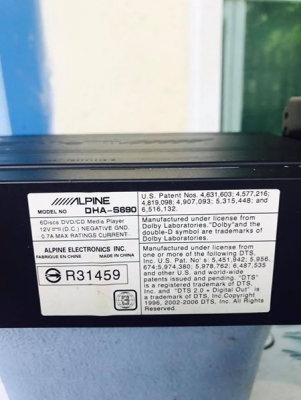 ALPINE
MODEL NO DHA-S690
6Discs DVD/CD Media Player
12V (D.C.) NEGATIVE GND.
0.7A MAX RATINGS CURRENT.
ALPINE ELECTRONICS INC.
FABRIQUE EN CHINE MADE IN CHINA
R31459
U.S. Patent Nos. 4,631,603; 4,577,216;
4,819,098; 4,907,093; 5,315,448; and
6,516,132.
Manufactured under license from
Dolby Laboratories. "Dolby"and the
double-D symbol are trademarks of
Dolby Laboratories.
Manufactured under license from
one or more of the following DTS,
Inc. U.S. Pat. No' s: 5,451,942; 5,956,
674;5,974,380; 5,978,762; 6,487,535
and other U.S. and world-wide
patents issued and pending. "DTS"
is a registered trademark of DTS,
Inc. and "DTS 2.0 + Digital Out" is a
trademark of DTS, Inc.Copyright
1996, 2002-2006 DTS, Inc. All
Rights Reserved.